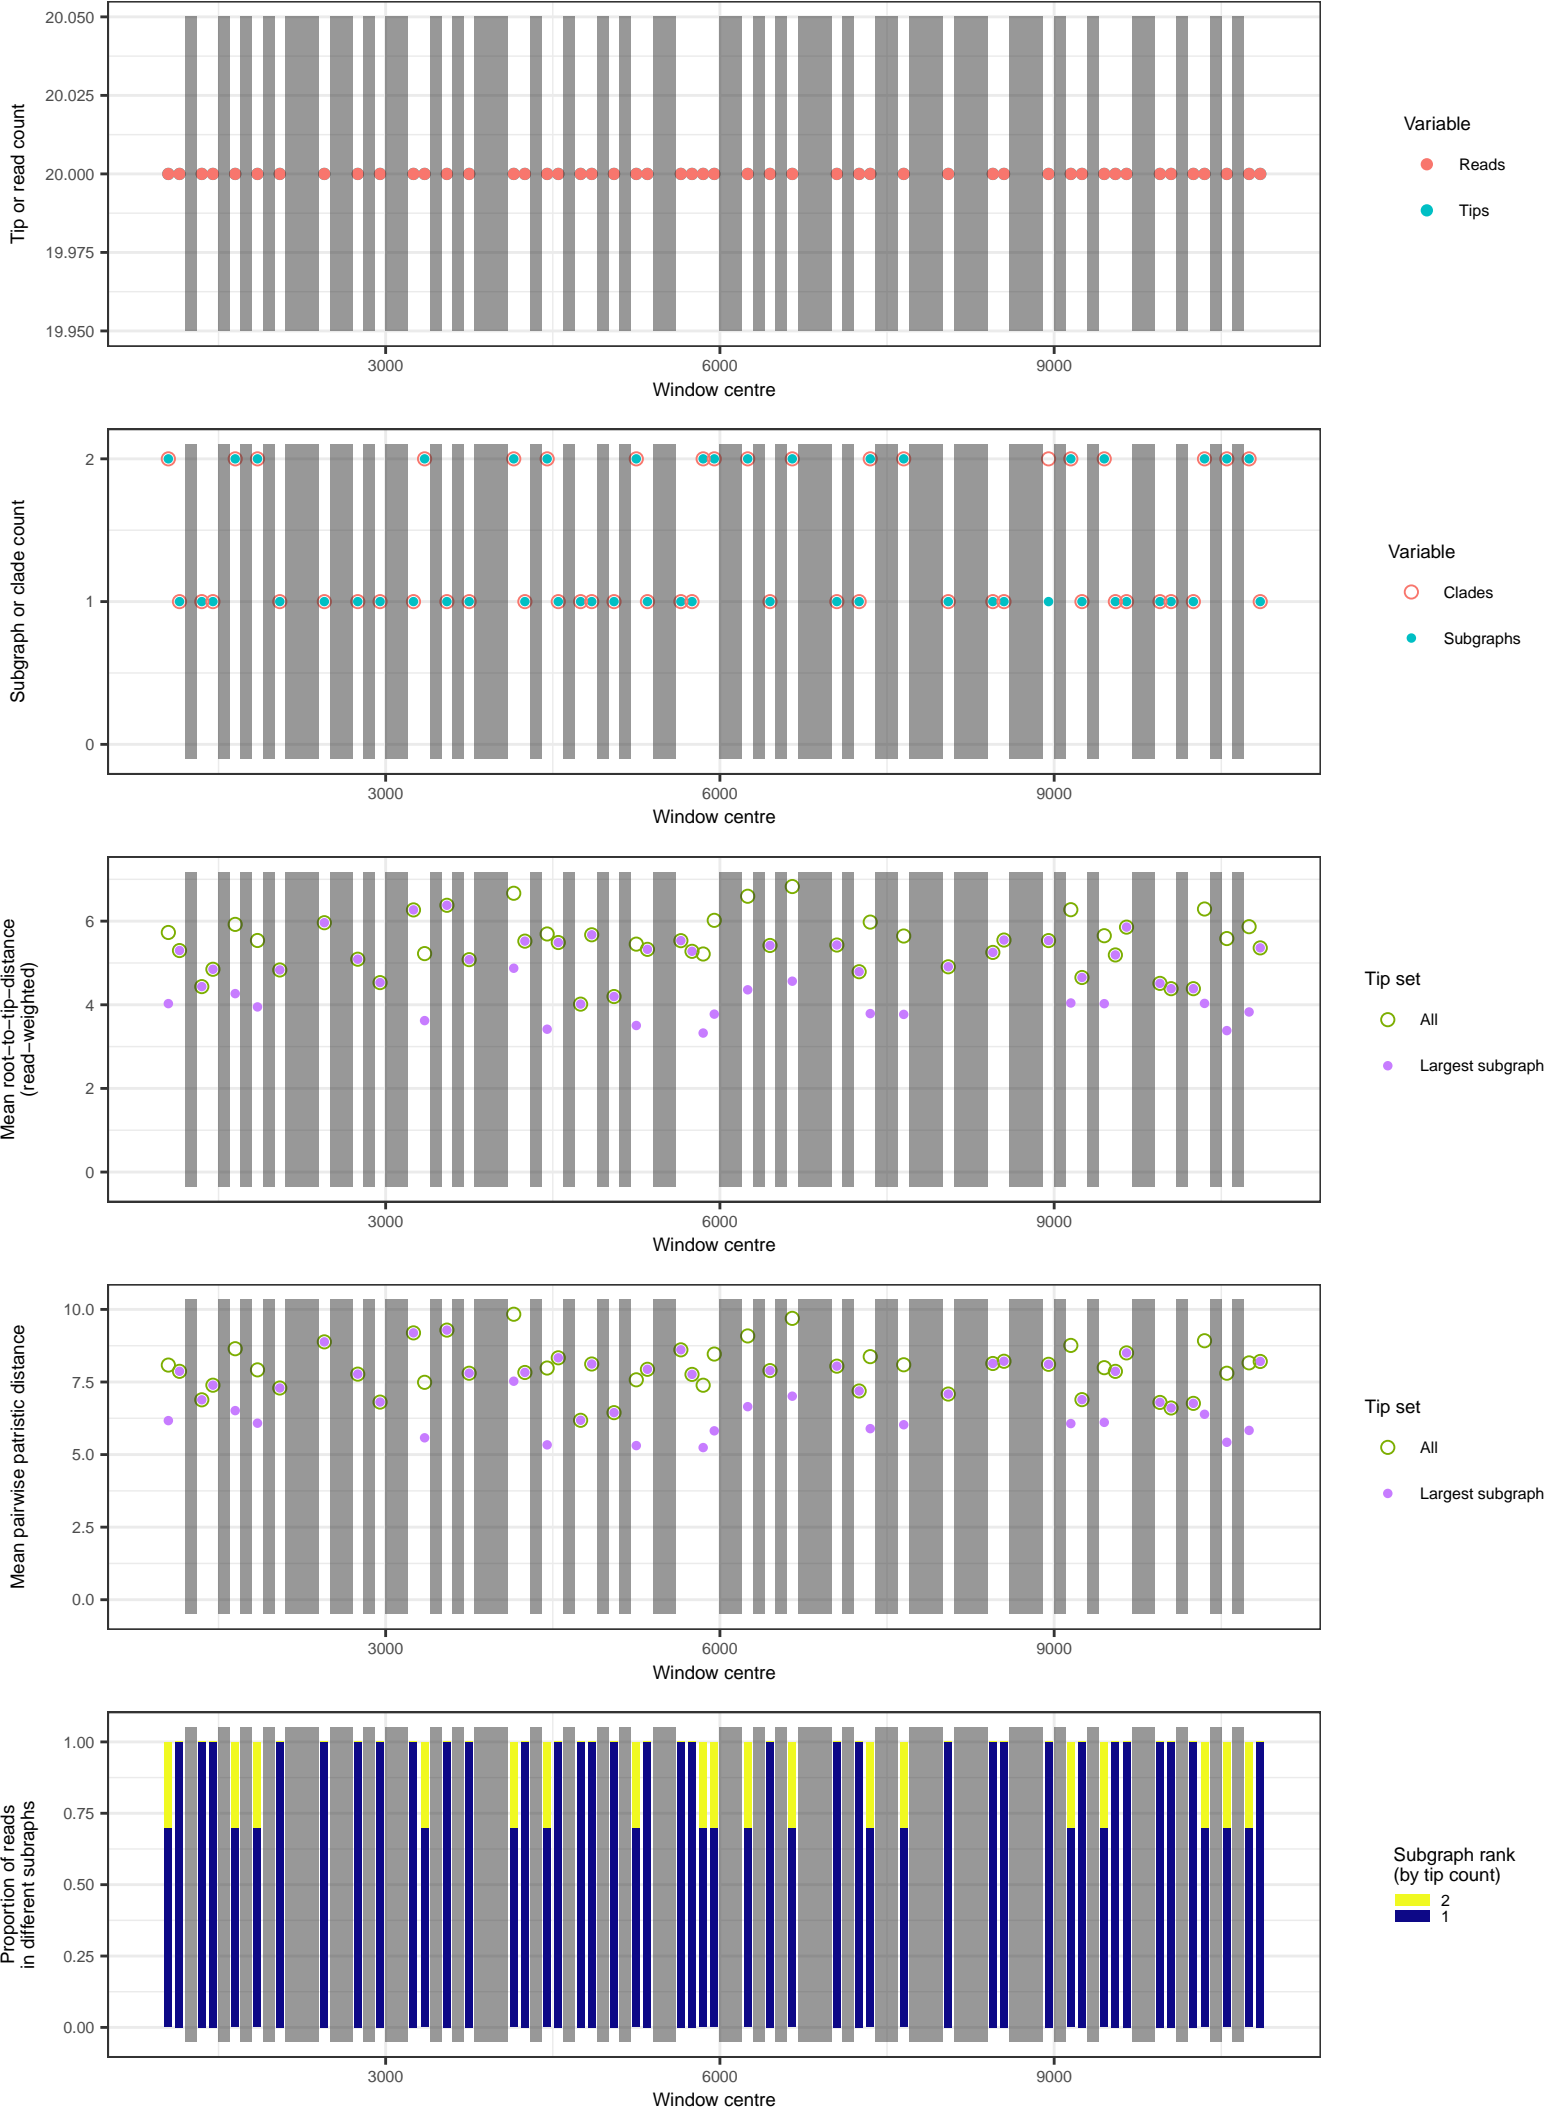 20.050
20.025
20.000
19.975
19.950
Tip or read count
3000
6000
9000
Window centre
Variable
Reads
Tips
2
1
0
Subgraph or clade count
3000
6000
9000
Window centre
Variable
Clades
Subgraphs
6
4
2
0
Mean root−to−tip−distance
(read−weighted)
3000
6000
9000
Window centre
Tip set
All
Largest subgraph
10.0
7.5
5.0
2.5
0.0
Mean pairwise patristic distance
3000
6000
9000
Window centre
Tip set
All
Largest subgraph
1.00
0.75
0.50
0.25
0.00
Proportion of reads
in different subraphs
3000
6000
9000
Window centre
Subgraph rank
(by tip count)
2
1